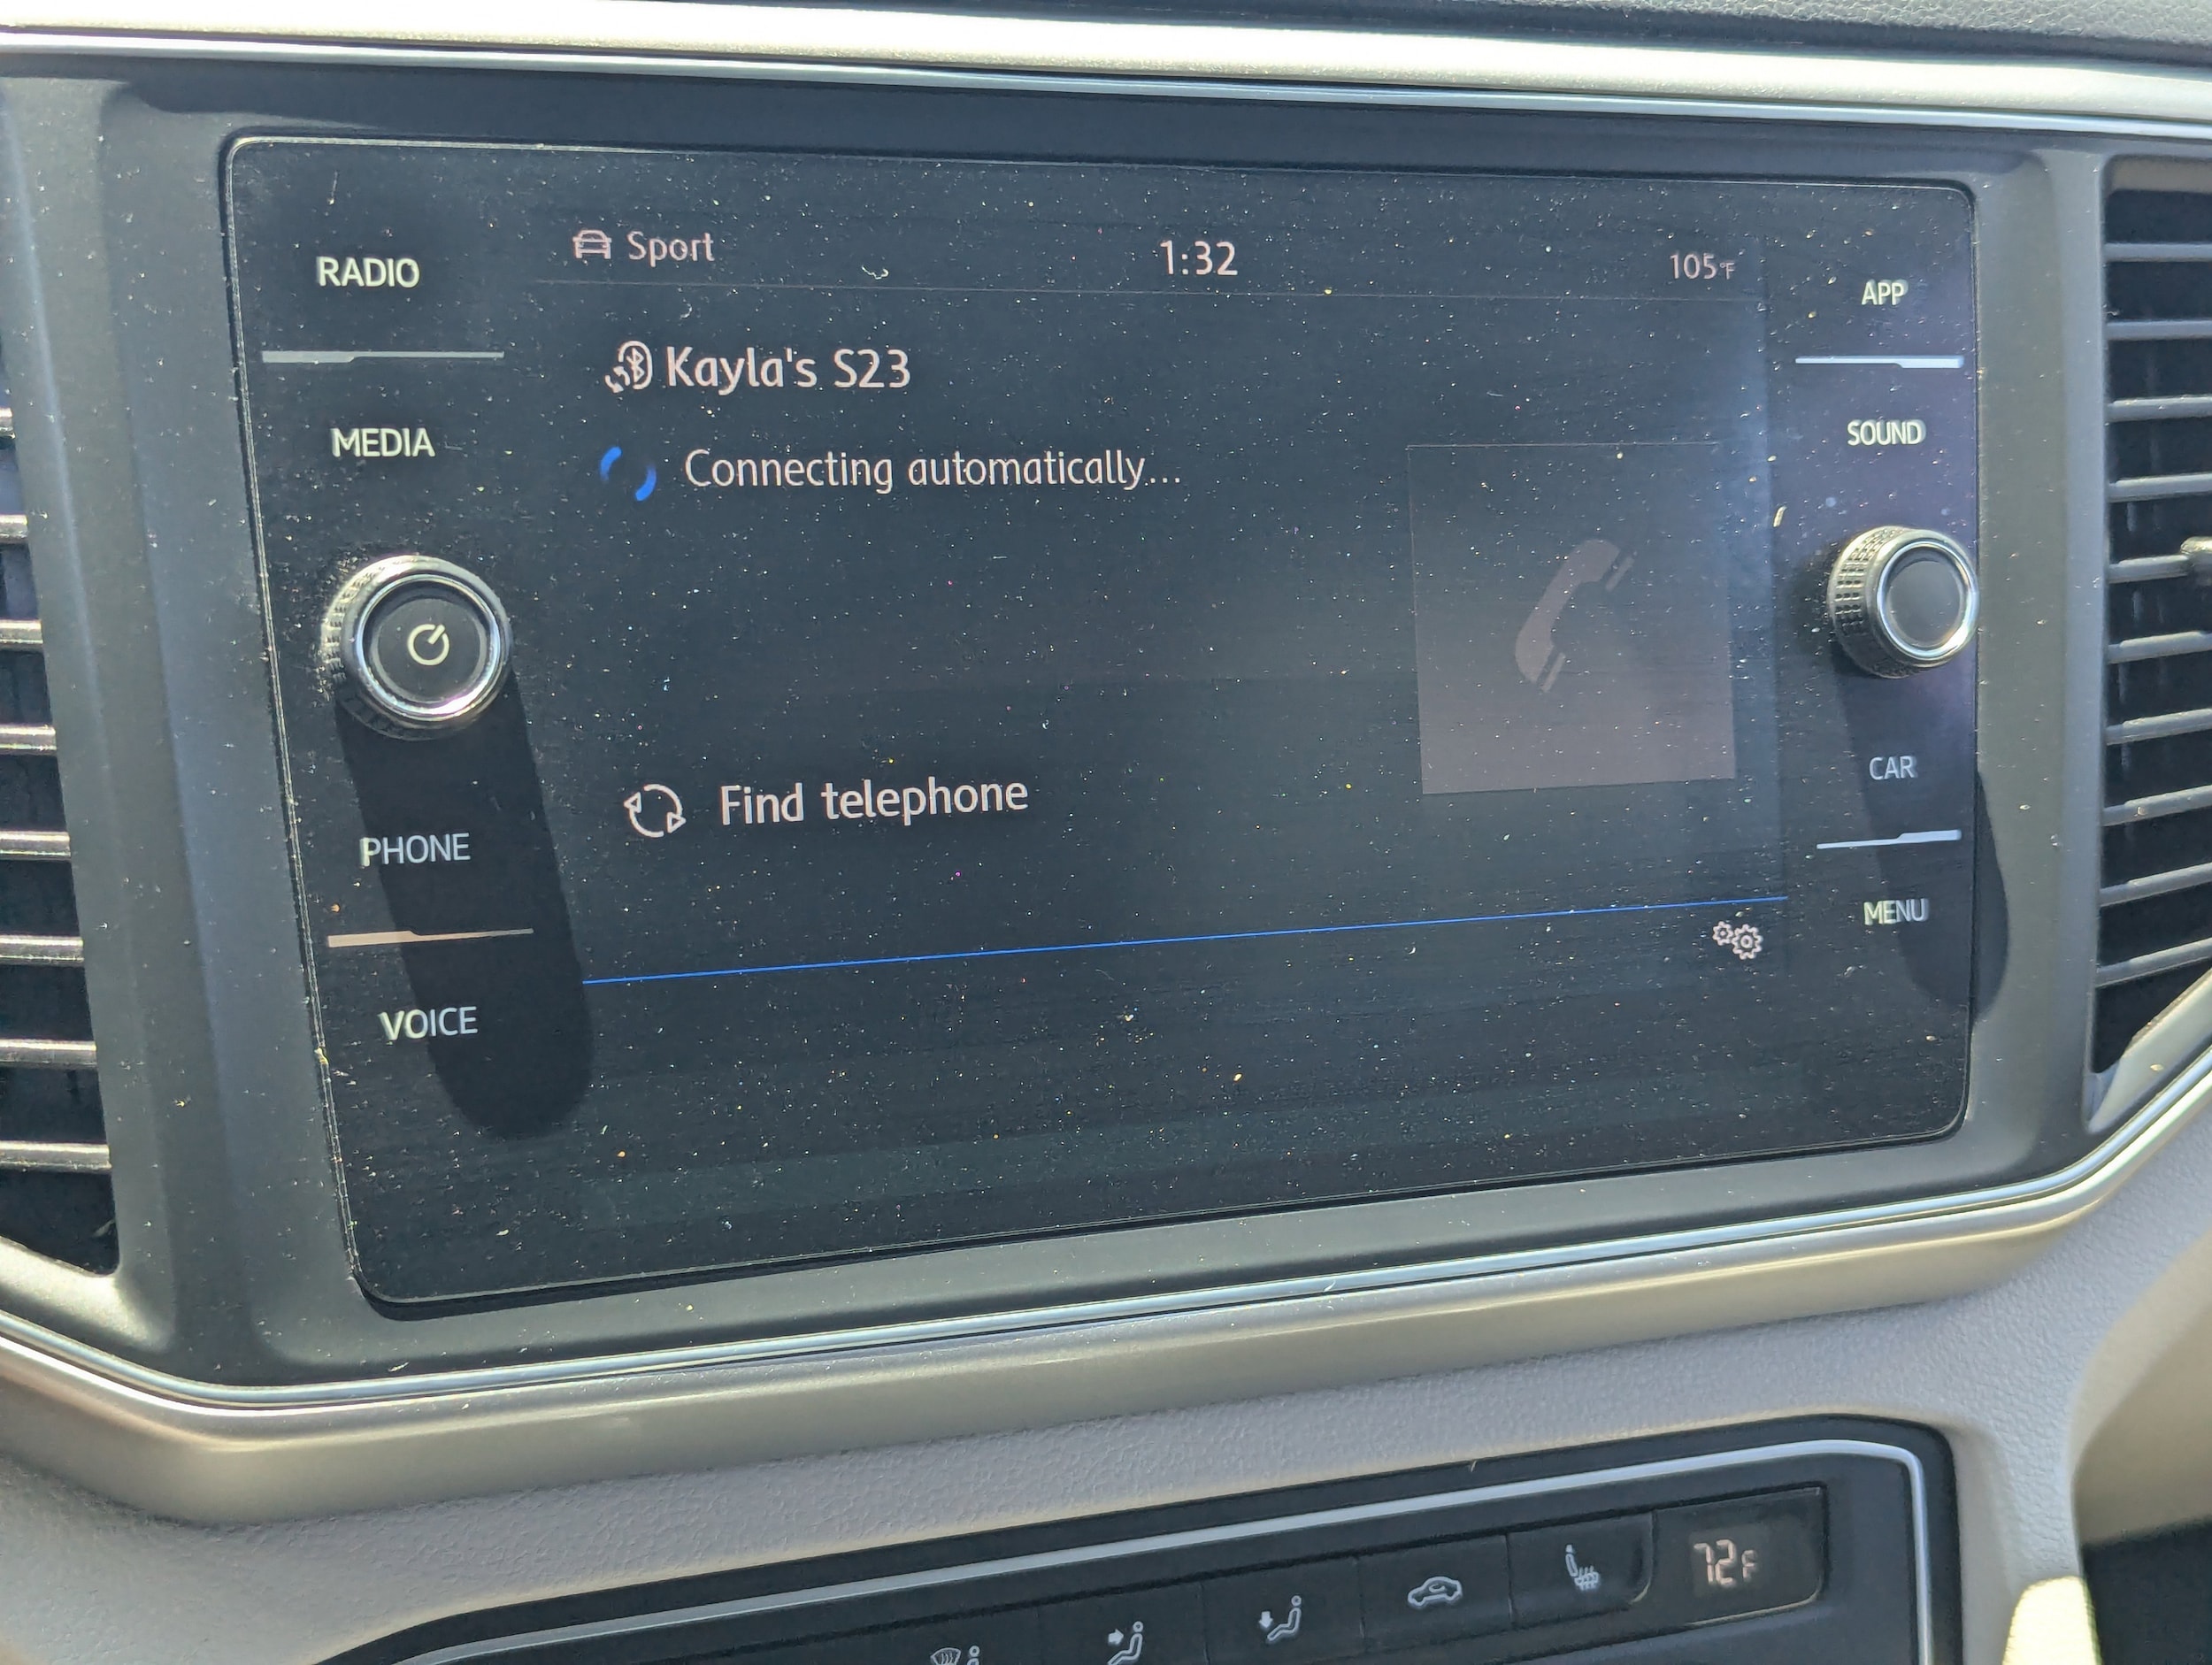 RADIO
MEDIA
PHONE
VOICE
Sport
1:32
105°F
Kayla's S23
Connecting automatically...
Find telephone
APP
SOUND
CAR
MENU
72F